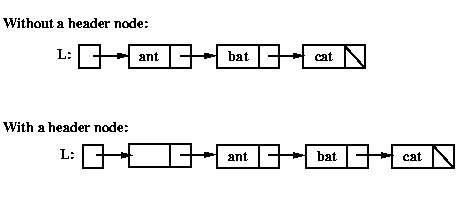 Without a header node:
L: ant bat cat
With a header node:
L: ant bat cat